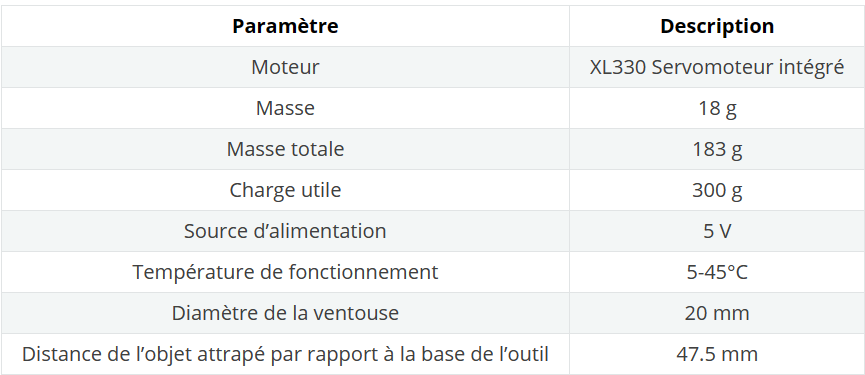 Paramètre Description
Moteur XL330 Servomoteur intégré
Masse 18 g
Masse totale 183 g
Charge utile 300 g
Source d’alimentation 5 V
Température de fonctionnement 5-45°C
Diamètre de la ventouse 20 mm
Distance de l’objet attrapé par rapport à la base de l’outil 47.5 mm